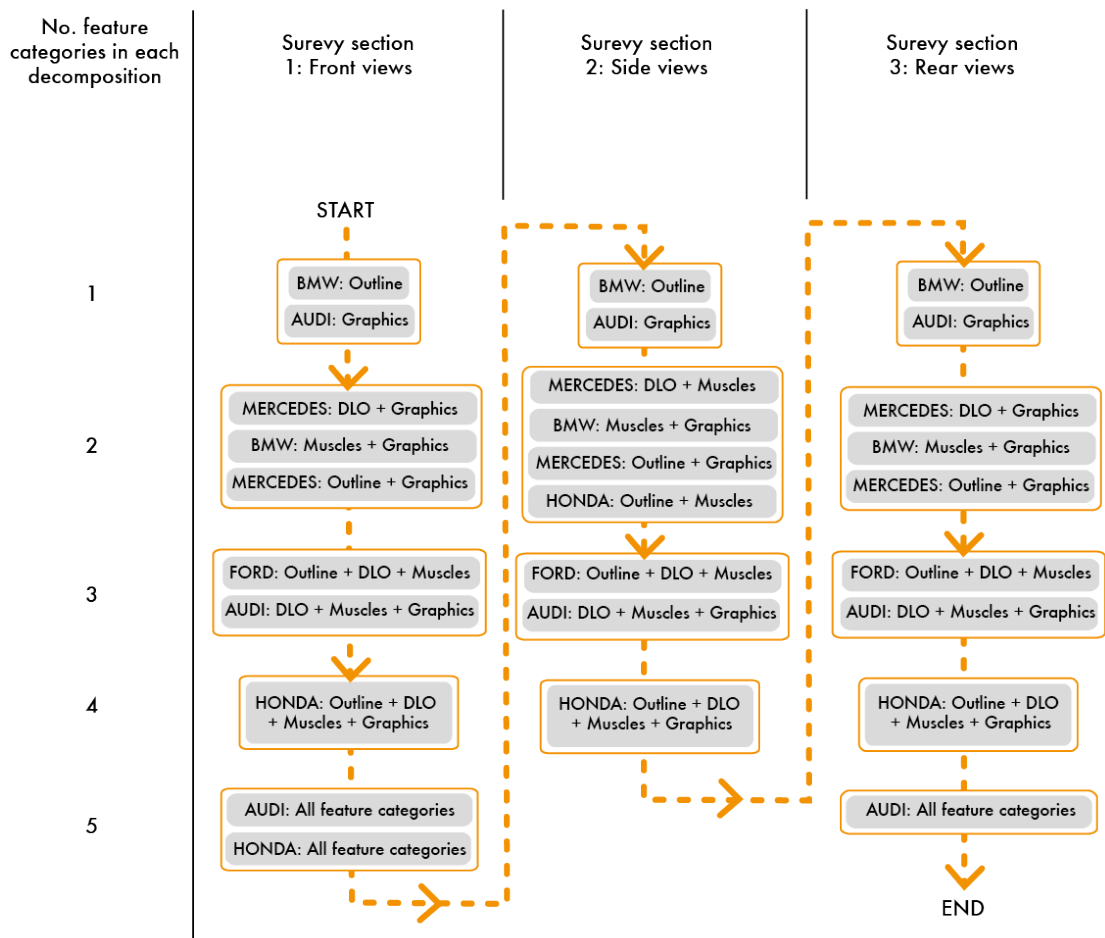 No. feature
categories in each
decomposition
Surevy section
1: Front views
Surevy section
2: Side views
Surevy section
3: Rear views
START
1
BMW: Outline
AUDI: Graphics
BMW: Outline
AUDI: Graphics
BMW: Outline
AUDI: Graphics
2
MERCEDES: DLO + Graphics
BMW: Muscles + Graphics
MERCEDES: Outline + Graphics
MERCEDES: DLO + Muscles
BMW: Muscles + Graphics
MERCEDES: Outline + Graphics
HONDA: Outline + Muscles
MERCEDES: DLO + Graphics
BMW: Muscles + Graphics
MERCEDES: Outline + Graphics
3
FORD: Outline + DLO + Muscles
AUDI: DLO + Muscles + Graphics
FORD: Outline + DLO + Muscles
AUDI: DLO + Muscles + Graphics
FORD: Outline + DLO + Muscles
AUDI: DLO + Muscles + Graphics
4
HONDA: Outline + DLO
+ Muscles + Graphics
HONDA: Outline + DLO
+ Muscles + Graphics
HONDA: Outline + DLO
+ Muscles + Graphics
5
AUDI: All feature categories
HONDA: All feature categories
AUDI: All feature categories
END